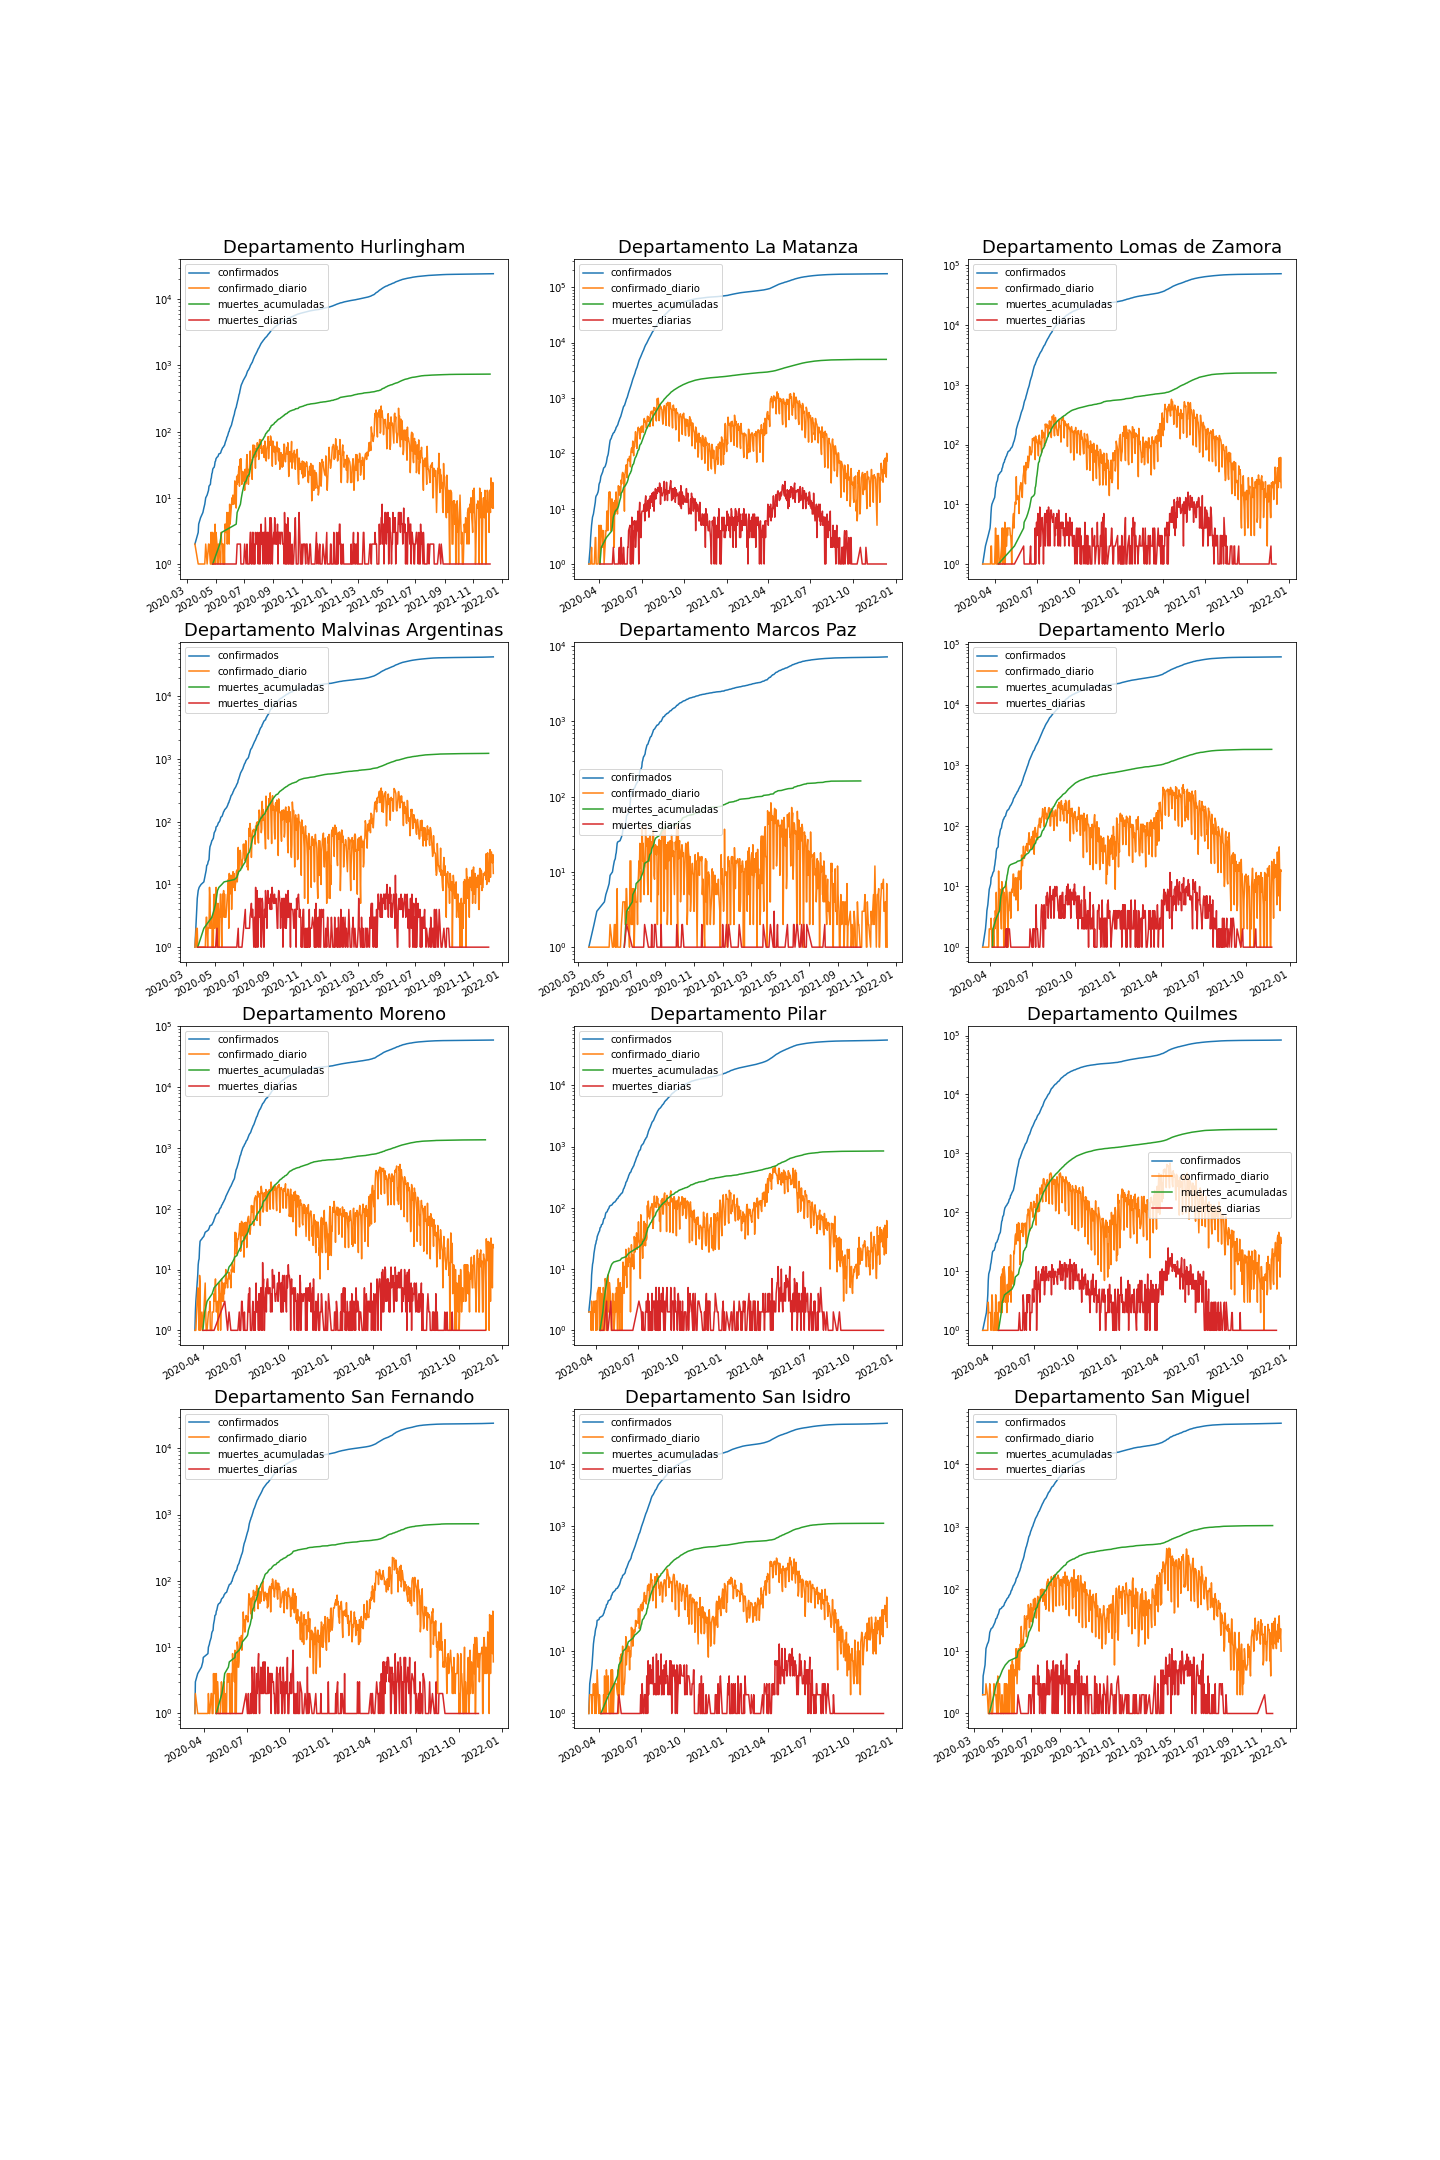 Departamento Hurlingham
confirmados
confirmado_diario
muertes_acumuladas
muertes_diarias
10⁴
10³
10²
10¹
10⁰
2020-03
2020-05
2020-07
2020-09
2020-11
2021-01
2021-03
2021-05
2021-07
2021-09
2021-11
2022-01
Departamento La Matanza
confirmados
confirmado_diario
muertes_acumuladas
muertes_diarias
10⁵
10⁴
10³
10²
10¹
10⁰
2020-04
2020-07
2020-10
2021-01
2021-04
2021-07
2021-10
2022-01
Departamento Lomas de Zamora
confirmados
confirmado_diario
muertes_acumuladas
muertes_diarias
10⁵
10⁴
10³
10²
10¹
10⁰
2020-04
2020-07
2020-10
2021-01
2021-04
2021-07
2021-10
2022-01
Departamento Malvinas Argentinas
confirmados
confirmado_diario
muertes_acumuladas
muertes_diarias
10⁴
10³
10²
10¹
10⁰
2020-03
2020-05
2020-07
2020-09
2020-11
2021-01
2021-03
2021-05
2021-07
2021-09
2021-11
2022-01
Departamento Marcos Paz
confirmados
confirmado_diario
muertes_acumuladas
muertes_diarias
10⁴
10³
10²
10¹
10⁰
2020-03
2020-05
2020-07
2020-09
2020-11
2021-01
2021-03
2021-05
2021-07
2021-09
2021-11
2022-01
Departamento Merlo
confirmados
confirmado_diario
muertes_acumuladas
muertes_diarias
10⁵
10⁴
10³
10²
10¹
10⁰
2020-04
2020-07
2020-10
2021-01
2021-04
2021-07
2021-10
2022-01
Departamento Moreno
confirmados
confirmado_diario
muertes_acumuladas
muertes_diarias
10⁵
10⁴
10³
10²
10¹
10⁰
2020-04
2020-07
2020-10
2021-01
2021-04
2021-07
2021-10
2022-01
Departamento Pilar
confirmados
confirmado_diario
muertes_acumuladas
muertes_diarias
10⁴
10³
10²
10¹
10⁰
2020-04
2020-07
2020-10
2021-01
2021-04
2021-07
2021-10
2022-01
Departamento Quilmes
confirmados
confirmado_diario
muertes_acumuladas
muertes_diarias
10⁵
10⁴
10³
10²
10¹
10⁰
2020-04
2020-07
2020-10
2021-01
2021-04
2021-07
2021-10
2022-01
Departamento San Fernando
confirmados
confirmado_diario
muertes_acumuladas
muertes_diarias
10⁴
10³
10²
10¹
10⁰
2020-04
2020-07
2020-10
2021-01
2021-04
2021-07
2021-10
2022-01
Departamento San Isidro
confirmados
confirmado_diario
muertes_acumuladas
muertes_diarias
10⁴
10³
10²
10¹
10⁰
2020-04
2020-07
2020-10
2021-01
2021-04
2021-07
2021-10
2022-01
Departamento San Miguel
confirmados
confirmado_diario
muertes_acumuladas
muertes_diarias
10⁴
10³
10²
10¹
10⁰
2020-03
2020-05
2020-07
2020-09
2020-11
2021-01
2021-03
2021-05
2021-07
2021-09
2021-11
2022-01